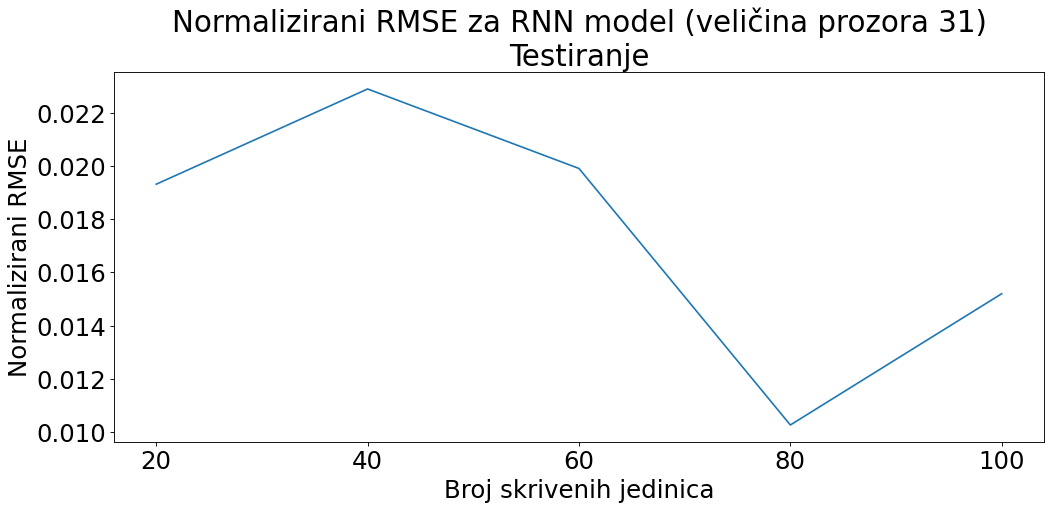 Normalizirani RMSE za RNN model (veličina prozora 31)
Testiranje
Normalizirani RMSE
0.022
0.020
0.018
0.016
0.014
0.012
0.010
20 40 60 80 100
Broj skrivenih jedinica